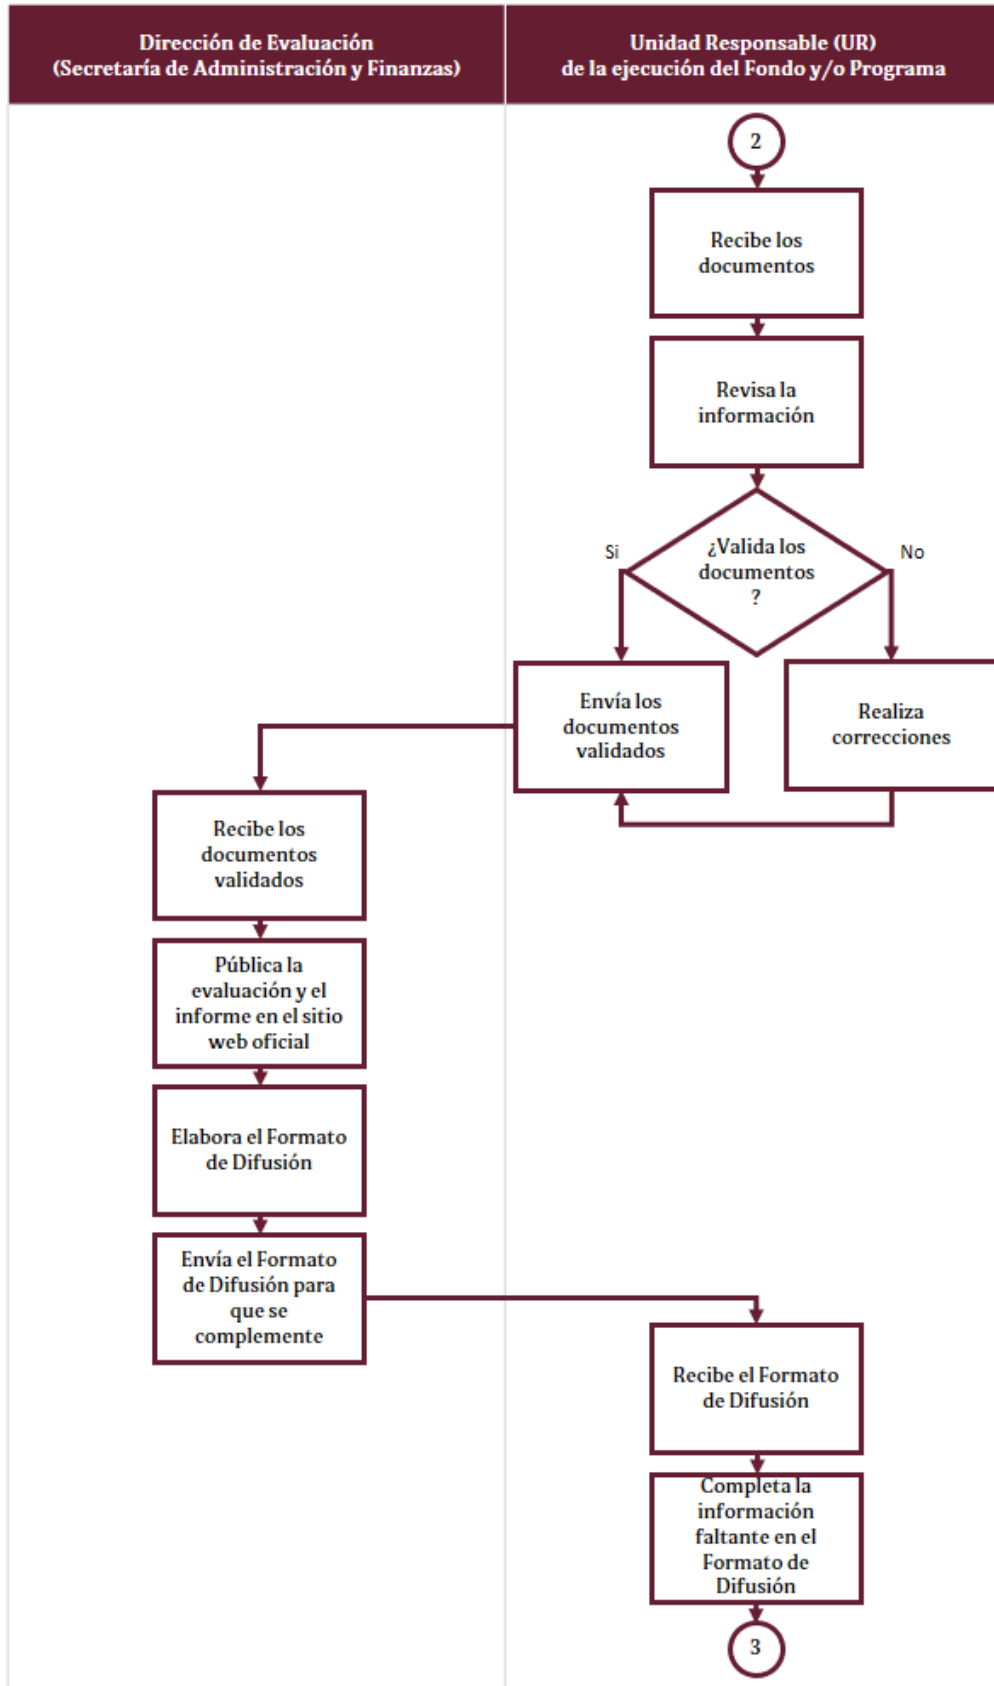 Dirección de Evaluación
(Secretaría de Administración y Finanzas)
Unidad Responsable (UR)
de la ejecución del Fondo y/o Programa
2
Recibe los
documentos
Revisa la
información
¿Valida los
documentos
?
Si
No
Envía los
documentos
validados
Realiza
correcciones
Recibe los
documentos
validados
Pública la
evaluación y el
informe en el sitio
web oficial
Elabora el Formato
de Difusión
Envía el Formato
de Difusión para
que se
complemente
Recibe el Formato
de Difusión
Completa la
información
faltante en el
Formato de
Difusión
3